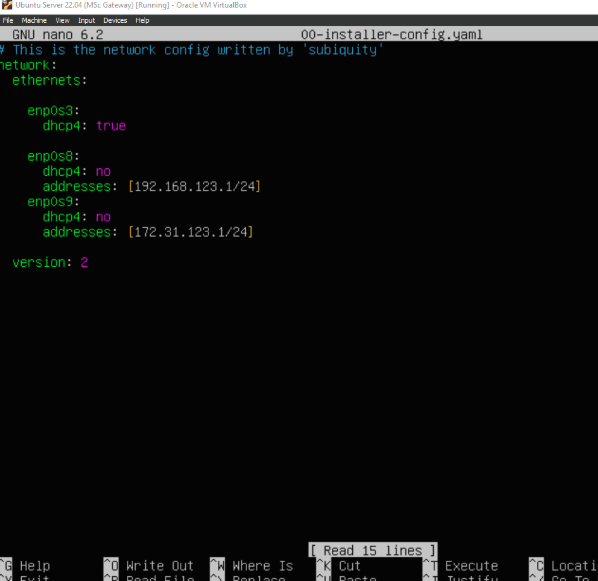 Ubuntu Server 22.04 (MSc Gateway) [Running] - Oracle VM VirtualBox
File Machine View Input Devices Help
GNU nano 6.2 00-installer-config.yaml
# This is the network config written by 'subiquity'
network:
  ethernets:
    enp0s3:
      dhcp4: true
    enp0s8:
      dhcp4: no
      addresses: [192.168.123.1/24]
    enp0s9:
      dhcp4: no
      addresses: [172.31.123.1/24]
  version: 2
[ Read 15 lines ]
^G Help ^O Write Out ^W Where Is ^K Cut ^T Execute ^C Locati
^X Exit ^R Read File ^\ Replace ^U Paste ^J Justify ^_ Go To